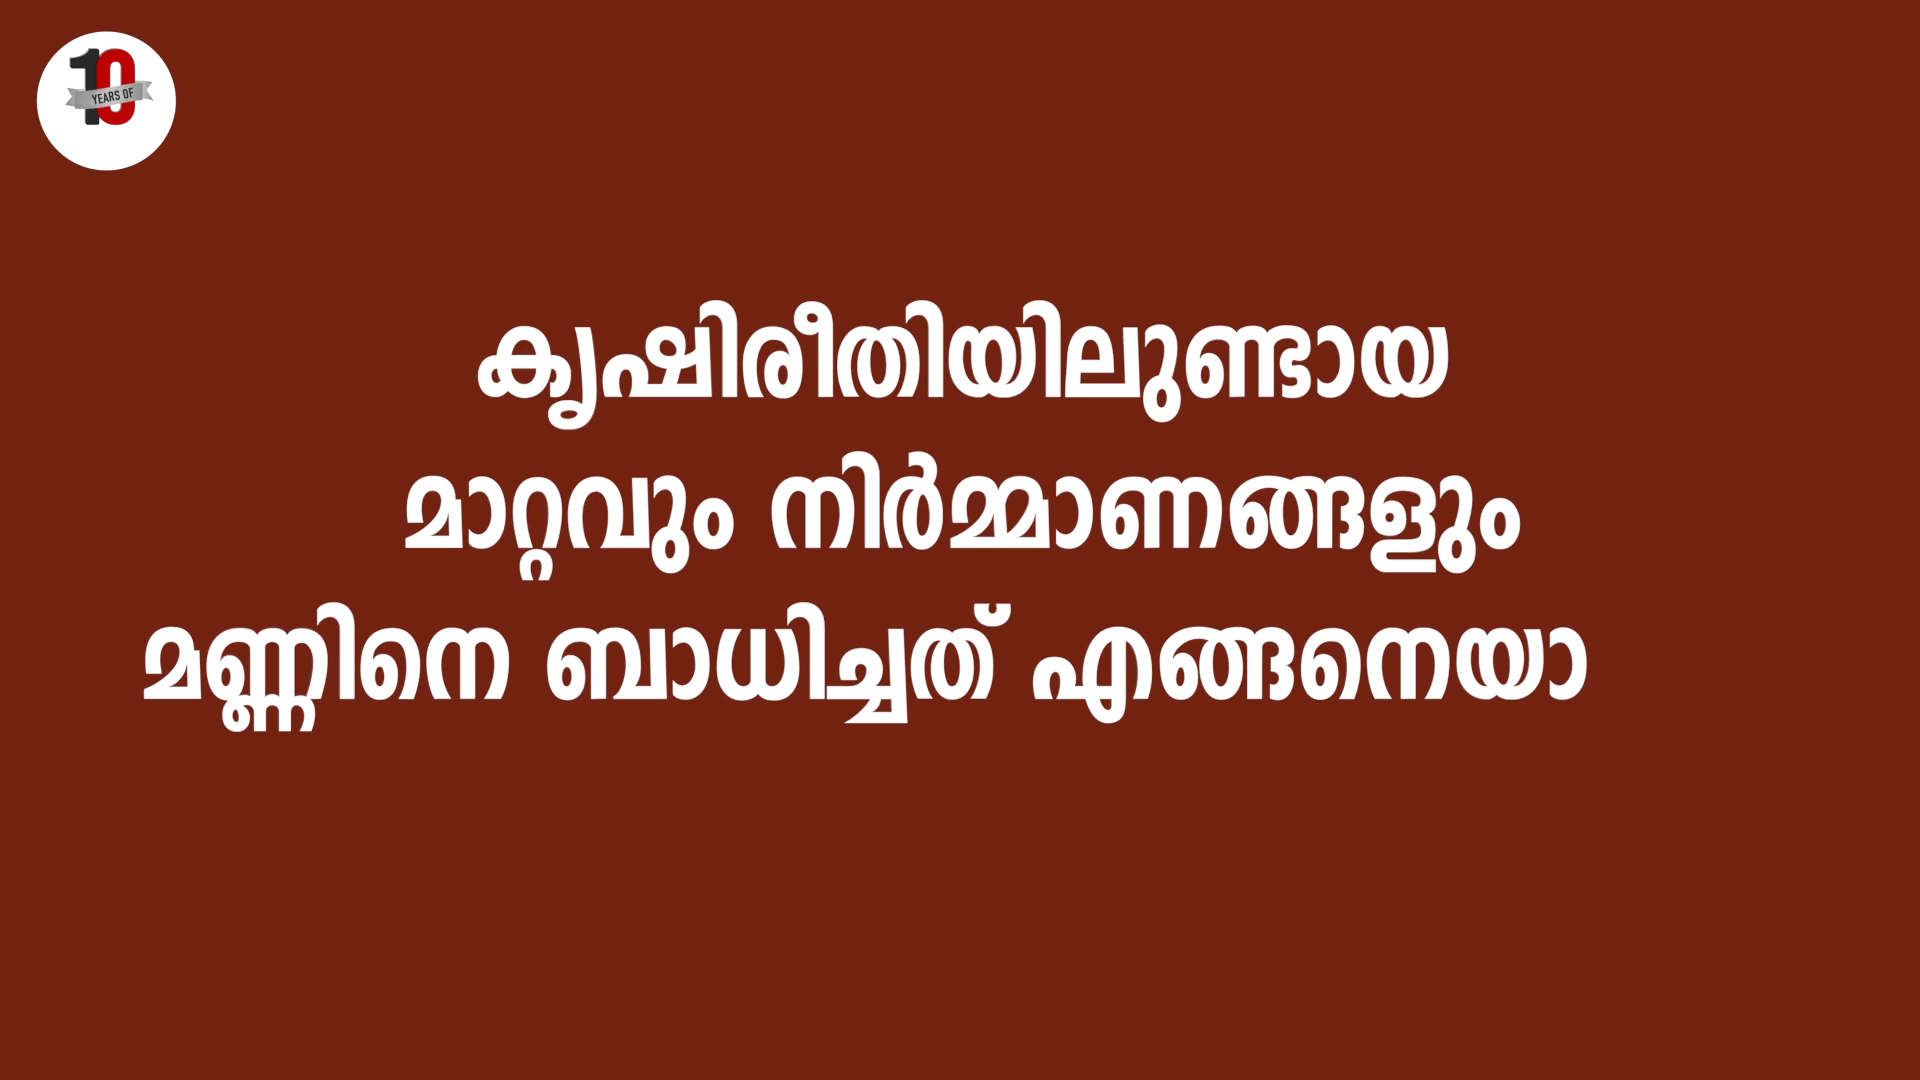 10
YEARS OF
കൃഷിരീതിയിലുണ്ടായ
മാറ്റവും നിർമ്മാണങ്ങളും
മണ്ണിനെ ബാധിച്ചത് എങ്ങനെയാ